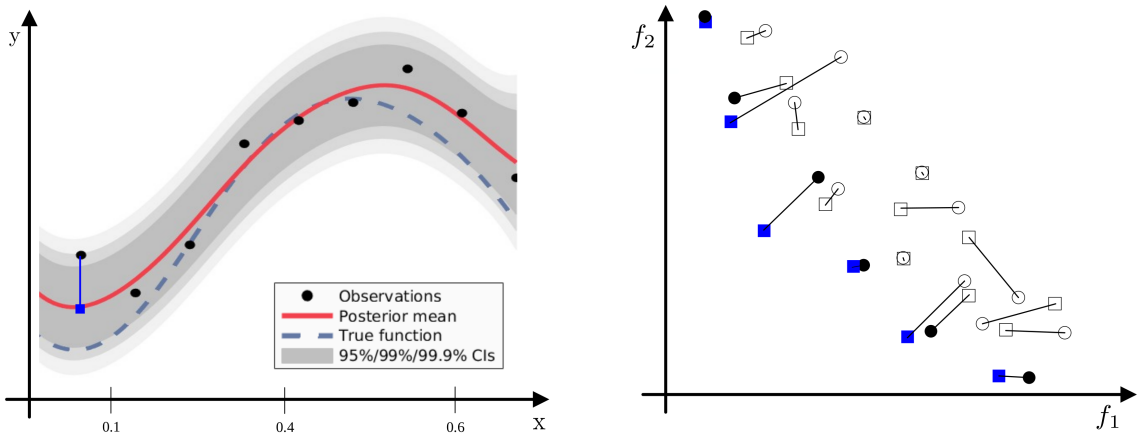 y
Observations
Posterior mean
True function
95%/99%/99.9% CIs
0.1
0.4
0.6
x
f₂
f₁